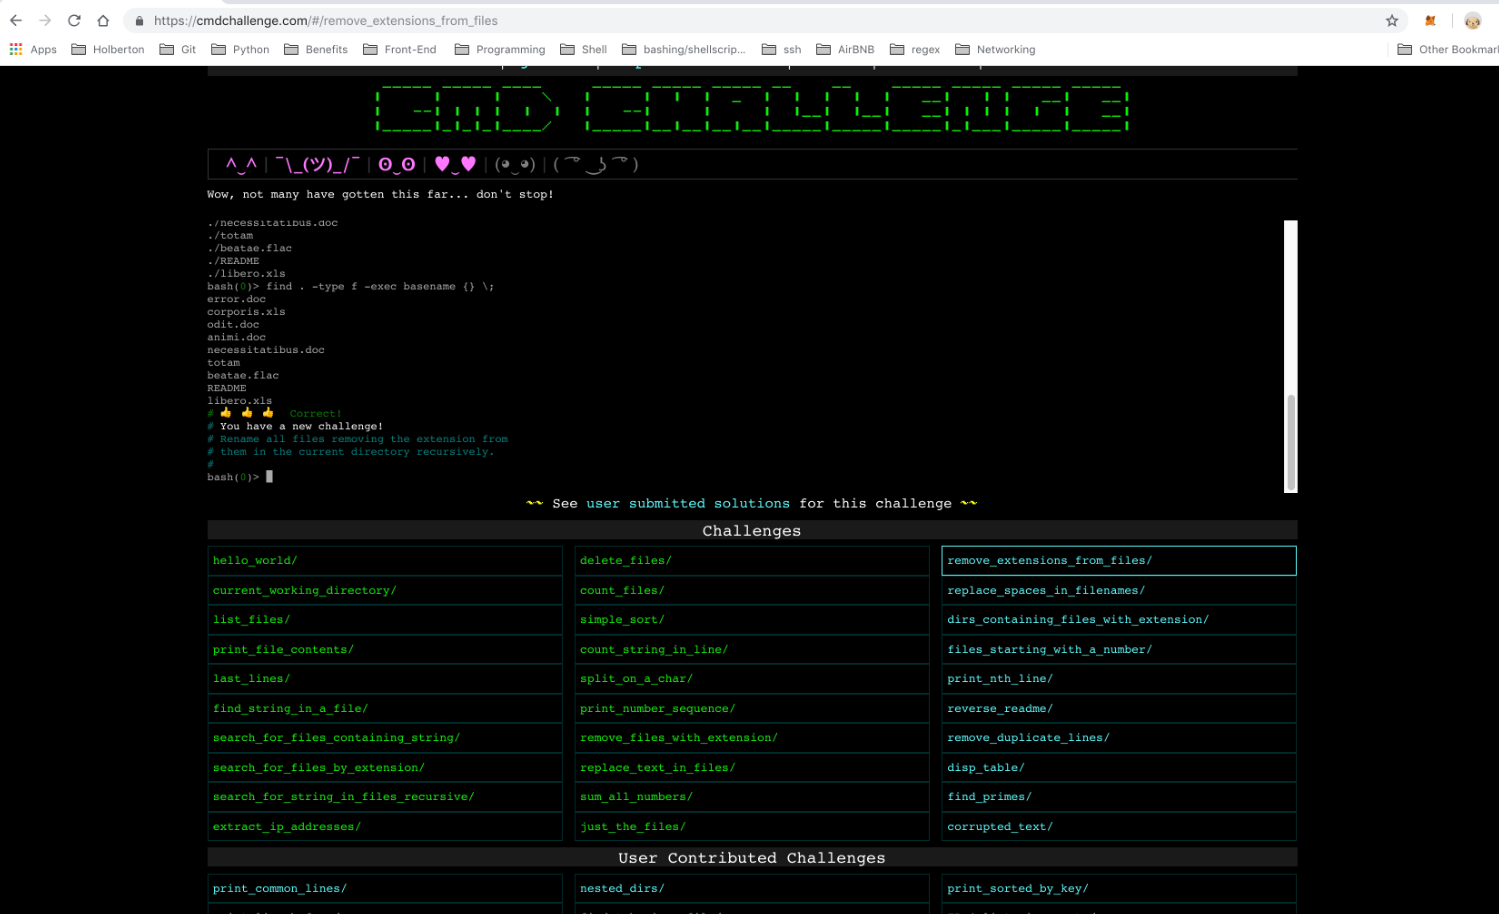 https://cmdchallenge.com/#/remove_extensions_from_files
Apps Holberton Git Python Benefits Front-End Programming Shell bashing/shellscrip... ssh AirBNB regex Networking Other Bookmar
CMD CHALLENGE
^‿^ | ¯\_(ツ)_/¯ | ʘ‿ʘ | ♥‿♥ | (◕‿◕) | ( ͡° ͜ʖ ͡° )
Wow, not many have gotten this far... don't stop!
./necessitatibus.doc
./totam
./beatae.flac
./README
./libero.xls
bash(0)> find . -type f -exec basename {} \;
error.doc
corporis.xls
odit.doc
animi.doc
necessitatibus.doc
totam
beatae.flac
README
libero.xls
# 👍 👍 👍 Correct!
# You have a new challenge!
# Rename all files removing the extension from
# them in the current directory recursively.
#
bash(0)>
~~ See user submitted solutions for this challenge ~~
Challenges
hello_world/ delete_files/ remove_extensions_from_files/
current_working_directory/ count_files/ replace_spaces_in_filenames/
list_files/ simple_sort/ dirs_containing_files_with_extension/
print_file_contents/ count_string_in_line/ files_starting_with_a_number/
last_lines/ split_on_a_char/ print_nth_line/
find_string_in_a_file/ print_number_sequence/ reverse_readme/
search_for_files_containing_string/ remove_files_with_extension/ remove_duplicate_lines/
search_for_files_by_extension/ replace_text_in_files/ disp_table/
search_for_string_in_files_recursive/ sum_all_numbers/ find_primes/
extract_ip_addresses/ just_the_files/ corrupted_text/
User Contributed Challenges
print_common_lines/ nested_dirs/ print_sorted_by_key/